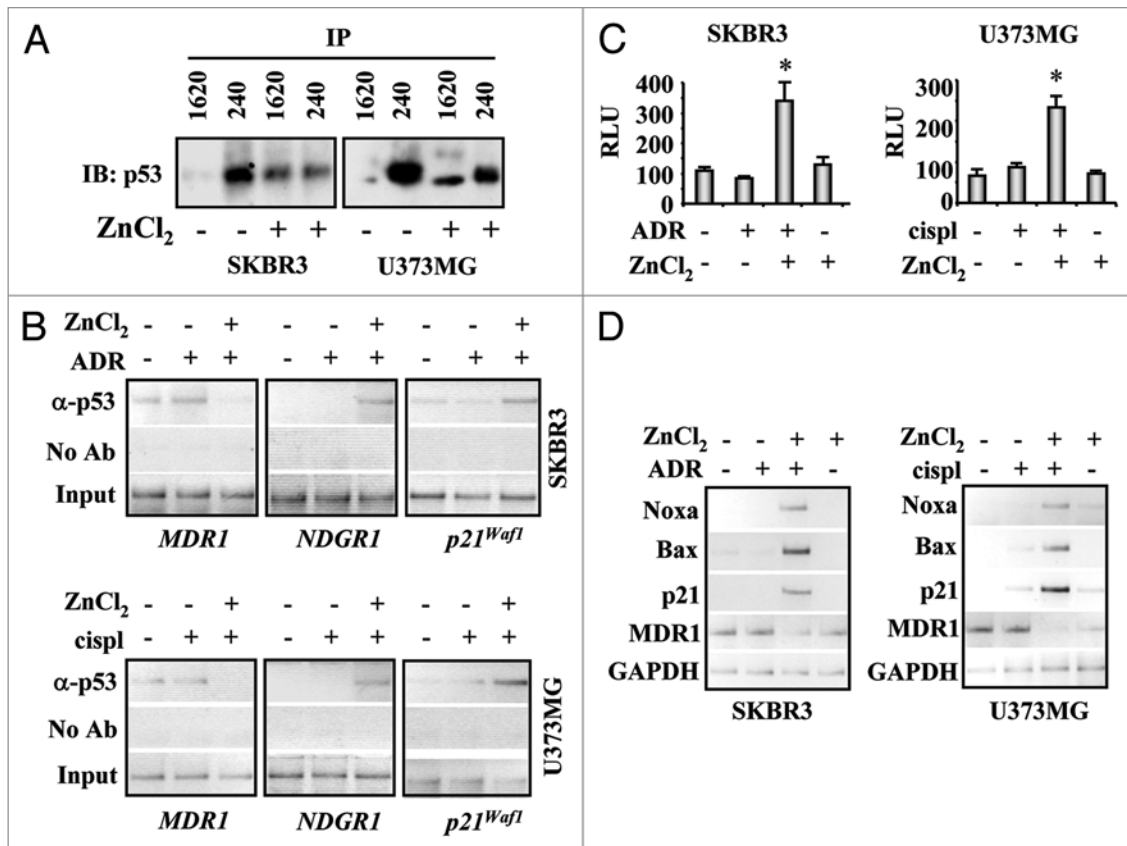 A
IP
1620 240 1620 240 1620 240 1620 240
IB: p53
ZnCl2 - - + + - - + +
SKBR3 U373MG
B
ZnCl2 - - + - - + - - +
ADR - + + - + + - + +
α-p53
No Ab
Input
SKBR3
MDR1 NDGR1 p21Waf1
ZnCl2 - - + - - + - - +
cispl - + + - + + - + +
α-p53
No Ab
Input
U373MG
MDR1 NDGR1 p21Waf1
C
SKBR3
RLU
400
300
200
100
0
*
ADR - + + -
ZnCl2 - - + +
U373MG
RLU
300
200
200
100
0
*
cispl - + + -
ZnCl2 - - + +
D
ZnCl2 - - + +
ADR - + + -
Noxa
Bax
p21
MDR1
GAPDH
SKBR3
ZnCl2 - - + +
cispl - + + -
Noxa
Bax
p21
MDR1
GAPDH
U373MG